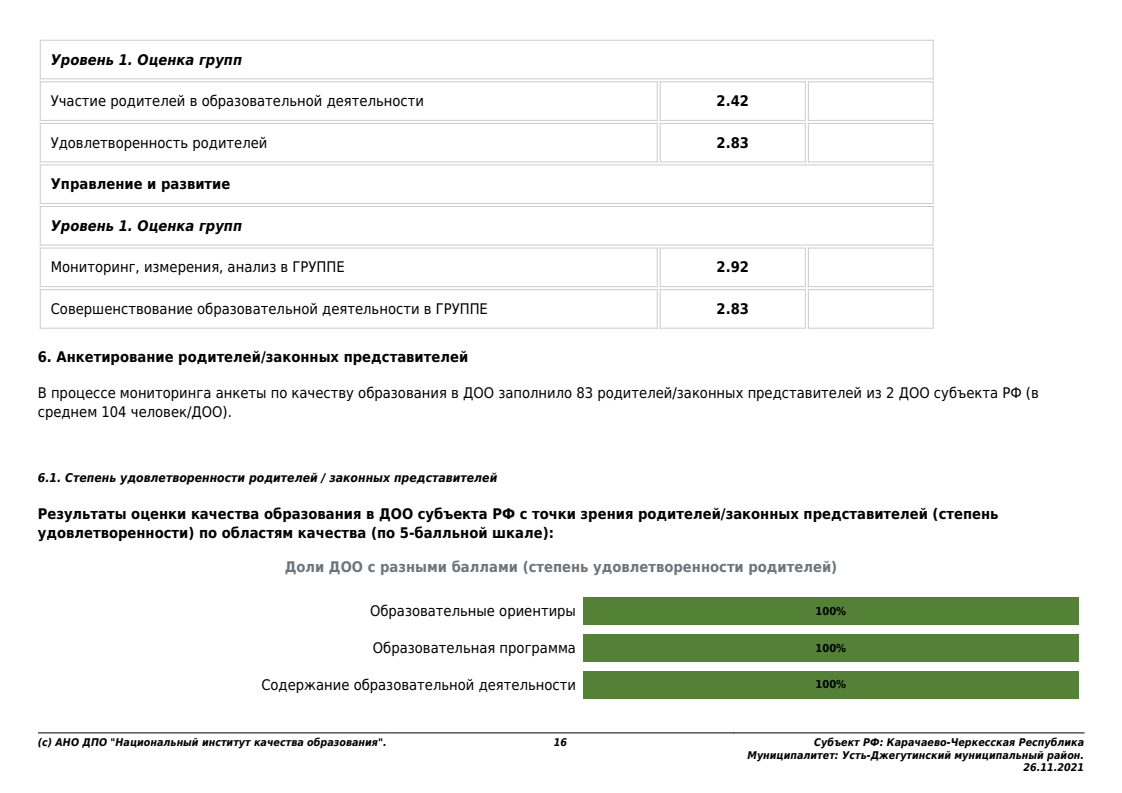 Уровень 1. Оценка групп
Участие родителей в образовательной деятельности 2.42
Удовлетворенность родителей 2.83
Управление и развитие
Уровень 1. Оценка групп
Мониторинг, измерения, анализ в ГРУППЕ 2.92
Совершенствование образовательной деятельности в ГРУППЕ 2.83
6. Анкетирование родителей/законных представителей
В процессе мониторинга анкеты по качеству образования в ДОО заполнило 83 родителей/законных представителей из 2 ДОО субъекта РФ (в
среднем 104 человек/ДОО).
6.1. Степень удовлетворенности родителей / законных представителей
Результаты оценки качества образования в ДОО субъекта РФ с точки зрения родителей/законных представителей (степень
удовлетворенности) по областям качества (по 5-балльной шкале):
Доли ДОО с разными баллами (степень удовлетворенности родителей)
Образовательные ориентиры 100%
Образовательная программа 100%
Содержание образовательной деятельности 100%
(c) АНО ДПО "Национальный институт качества образования". 16 Субъект РФ: Карачаево-Черкесская Республика
Муниципалитет: Усть-Джегутинский муниципальный район.
26.11.2021